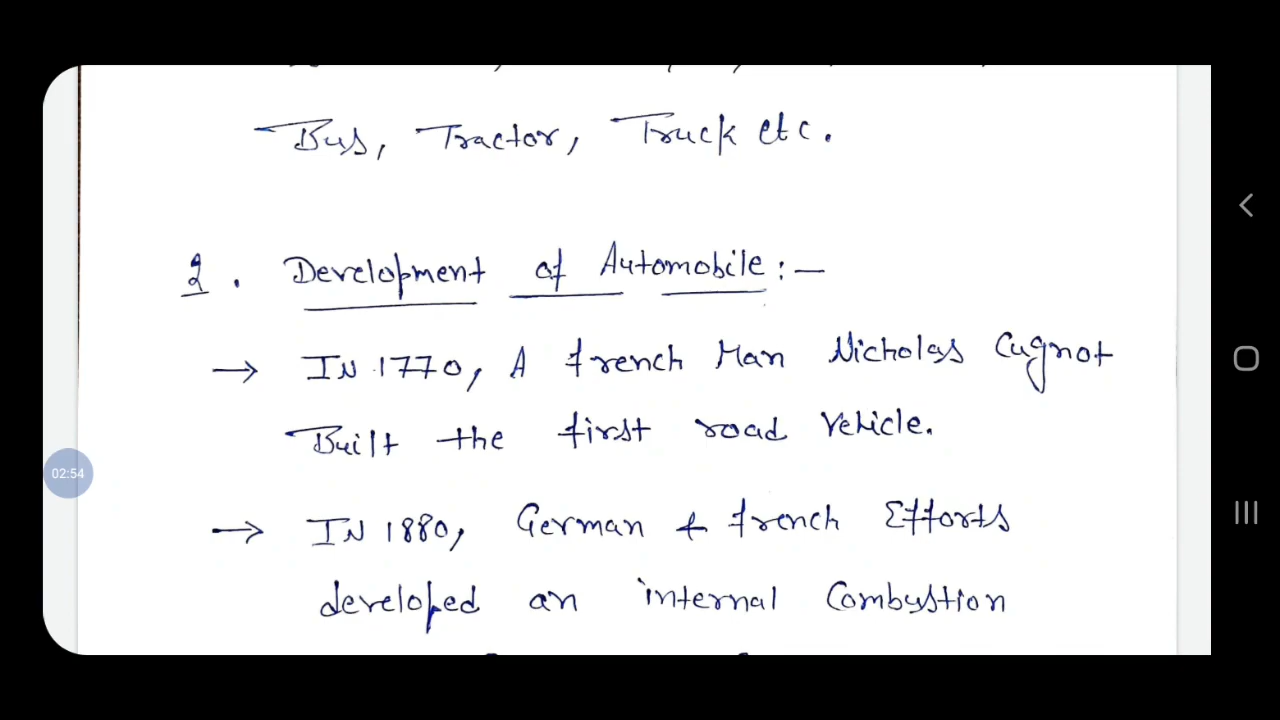 Bus, Tractor, Truck etc.
2. Development of Automobile :-
→ IN 1770, A french Man Nicholas Cugnot
Built the first road Vehicle.
→ IN 1880, German & french Efforts
developed an internal Combustion
02:54